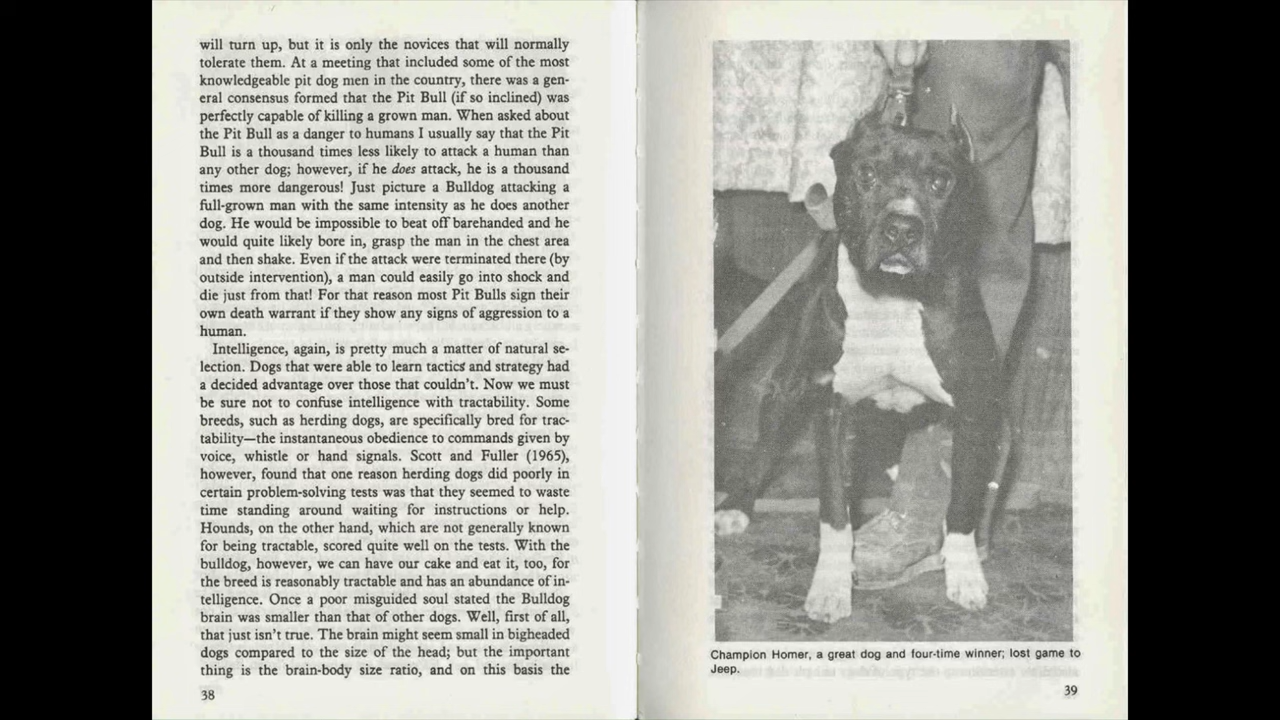 will turn up, but it is only the novices that will normally
tolerate them. At a meeting that included some of the most
knowledgeable pit dog men in the country, there was a gen-
eral consensus formed that the Pit Bull (if so inclined) was
perfectly capable of killing a grown man. When asked about
the Pit Bull as a danger to humans I usually say that the Pit
Bull is a thousand times less likely to attack a human than
any other dog; however, if he does attack, he is a thousand
times more dangerous! Just picture a Bulldog attacking a
full-grown man with the same intensity as he does another
dog. He would be impossible to beat off barehanded and he
would quite likely bore in, grasp the man in the chest area
and then shake. Even if the attack were terminated there (by
outside intervention), a man could easily go into shock and
die just from that! For that reason most Pit Bulls sign their
own death warrant if they show any signs of aggression to a
human.
Intelligence, again, is pretty much a matter of natural se-
lection. Dogs that were able to learn tactics and strategy had
a decided advantage over those that couldn't. Now we must
be sure not to confuse intelligence with tractability. Some
breeds, such as herding dogs, are specifically bred for trac-
tability—the instantaneous obedience to commands given by
voice, whistle or hand signals. Scott and Fuller (1965),
however, found that one reason herding dogs did poorly in
certain problem-solving tests was that they seemed to waste
time standing around waiting for instructions or help.
Hounds, on the other hand, which are not generally known
for being tractable, scored quite well on the tests. With the
bulldog, however, we can have our cake and eat it, too, for
the breed is reasonably tractable and has an abundance of in-
telligence. Once a poor misguided soul stated the Bulldog
brain was smaller than that of other dogs. Well, first of all,
that just isn't true. The brain might seem small in bigheaded
dogs compared to the size of the head; but the important
thing is the brain-body size ratio, and on this basis the
38
Champion Homer, a great dog and four-time winner; lost game to
Jeep.
39